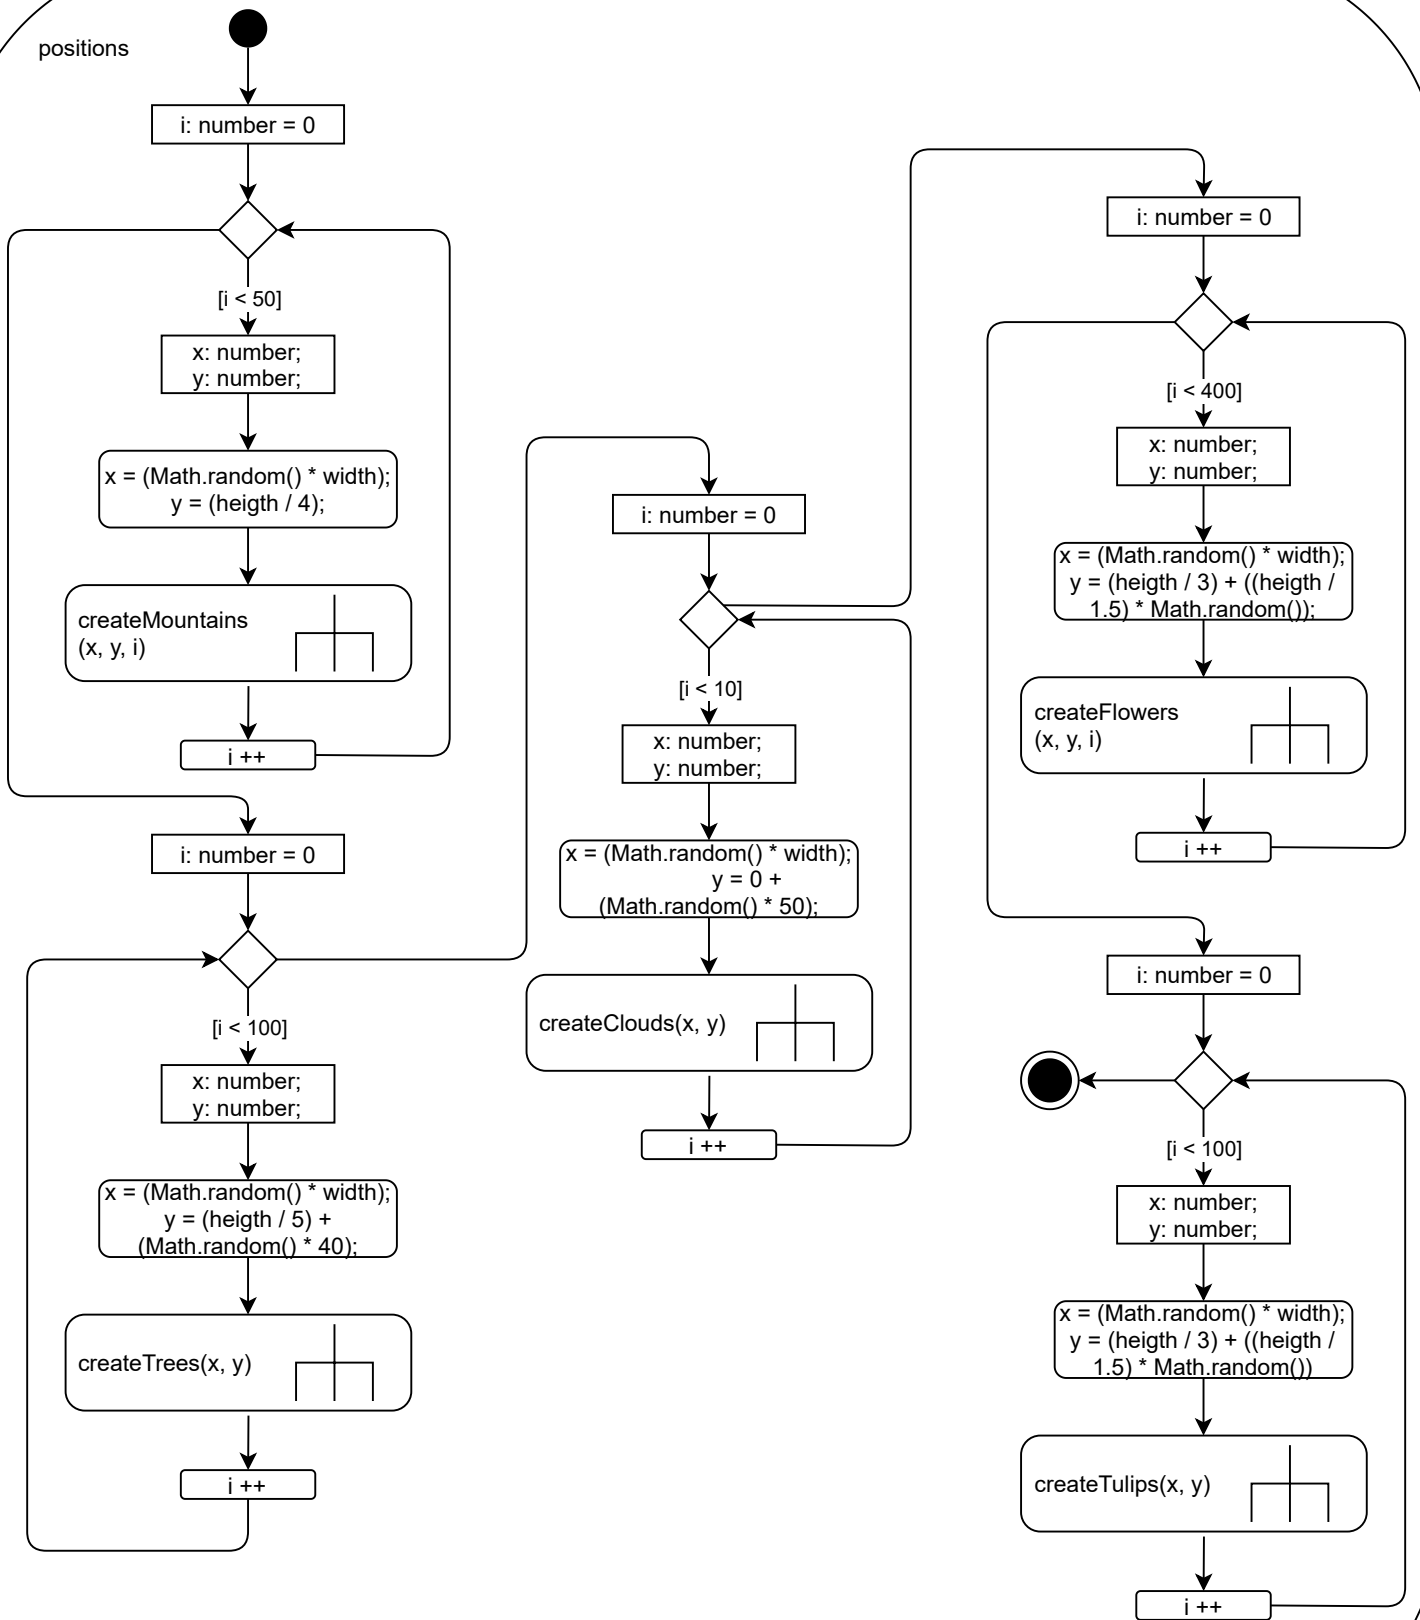 positions
i: number = 0
[i < 50]
x: number;
y: number;
x = (Math.random() * width);
y = (heigth / 4);
createMountains
(x, y, i)
i ++
i: number = 0
[i < 100]
x: number;
y: number;
x = (Math.random() * width);
y = (heigth / 5) +
(Math.random() * 40);
createTrees(x, y)
i ++
i: number = 0
[i < 10]
x: number;
y: number;
x = (Math.random() * width);
y = 0 +
(Math.random() * 50);
createClouds(x, y)
i ++
i: number = 0
[i < 400]
x: number;
y: number;
x = (Math.random() * width);
y = (heigth / 3) + ((heigth /
1.5) * Math.random());
createFlowers
(x, y, i)
i ++
i: number = 0
[i < 100]
x: number;
y: number;
x = (Math.random() * width);
y = (heigth / 3) + ((heigth /
1.5) * Math.random())
createTulips(x, y)
i ++